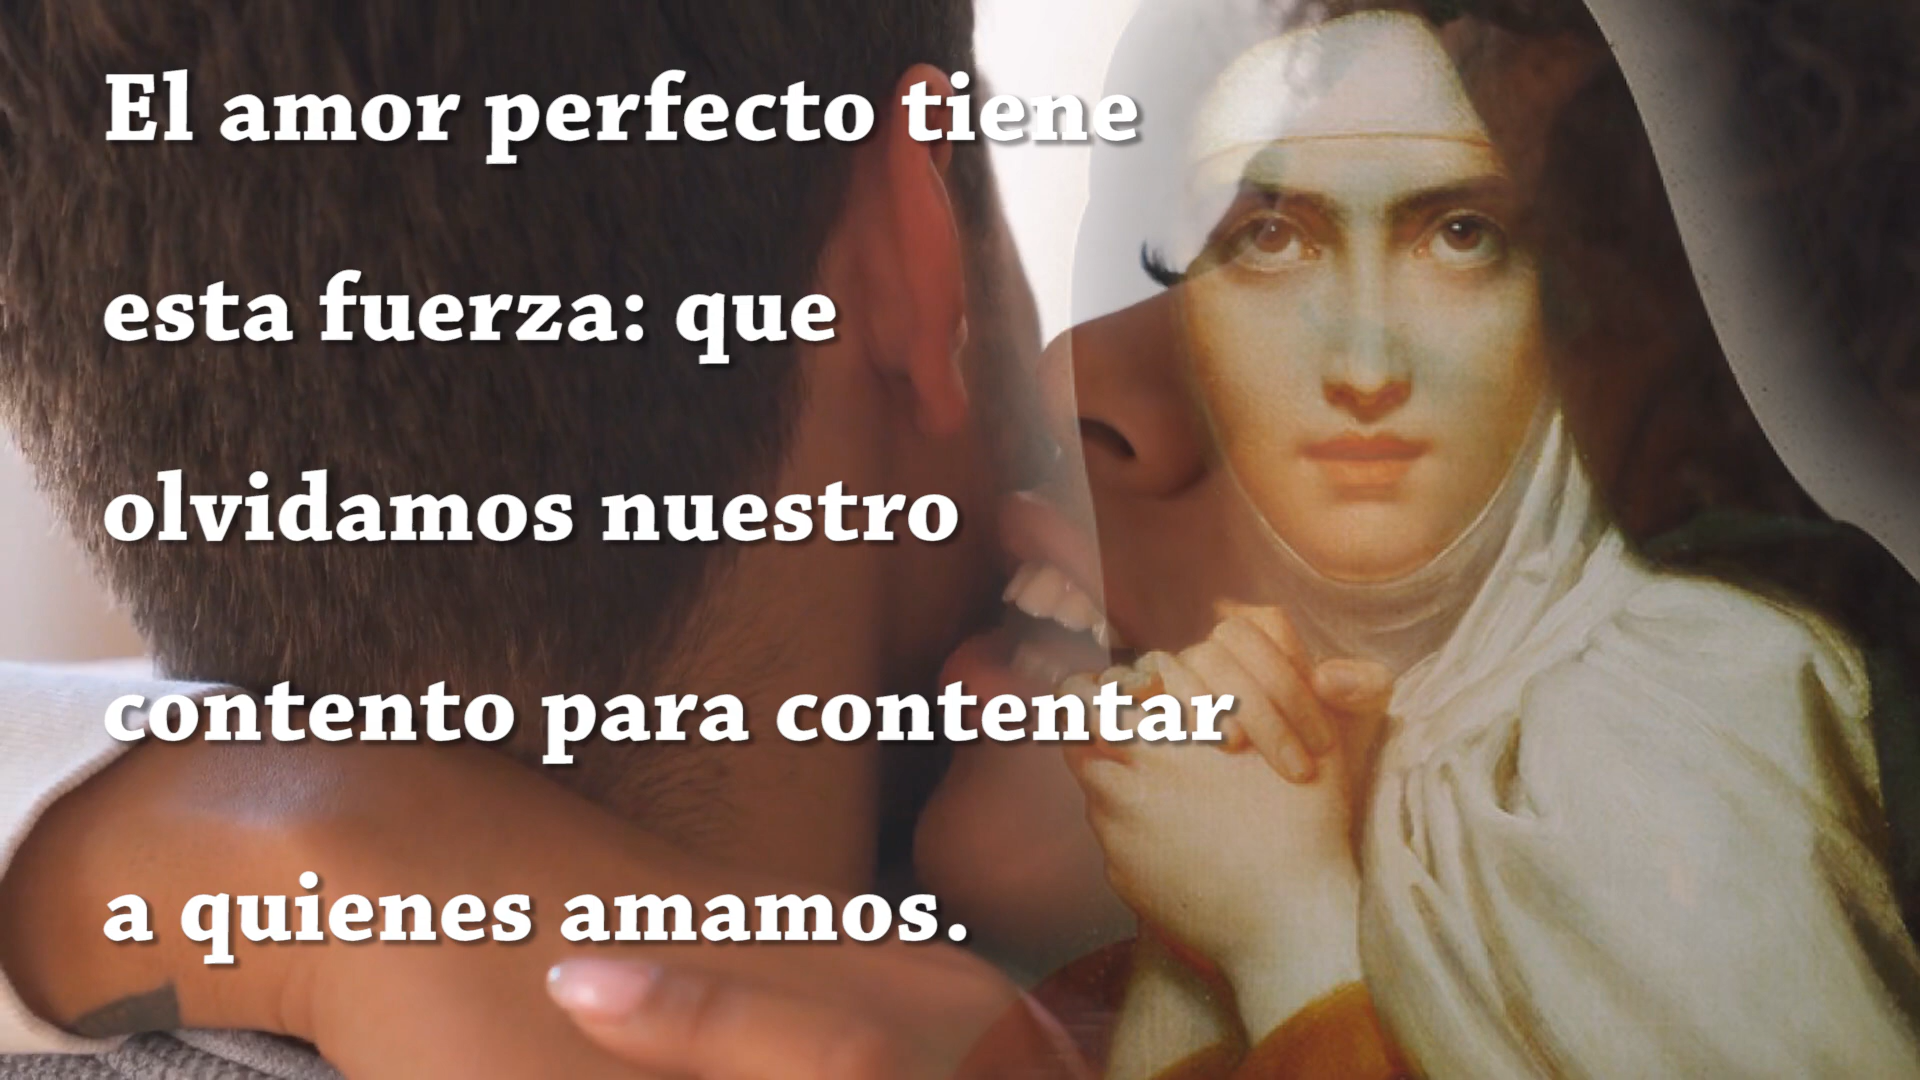 El amor perfecto tiene
esta fuerza: que
olvidamos nuestro
contento para contentar
a quienes amamos.